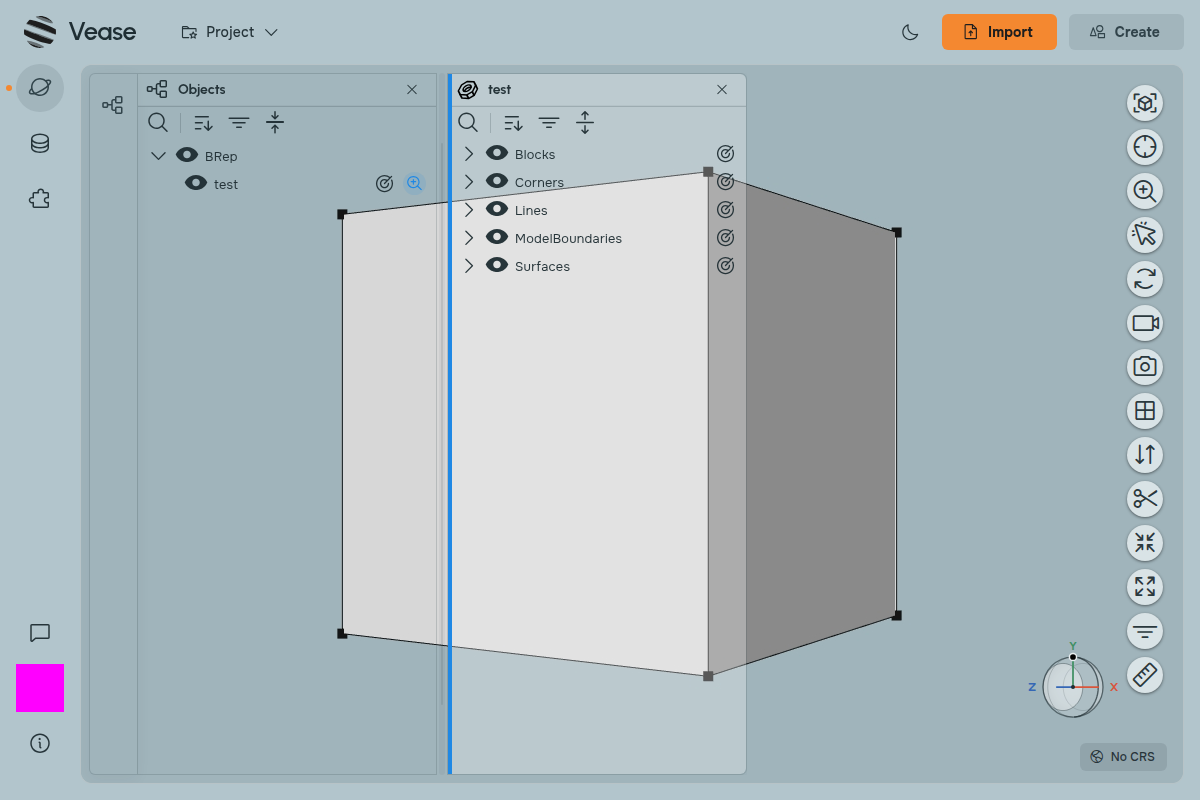 Vease
Project
Import
Create
Objects
test
BRep
test
Blocks
Corners
Lines
ModelBoundaries
Surfaces
Y
Z
X
No CRS